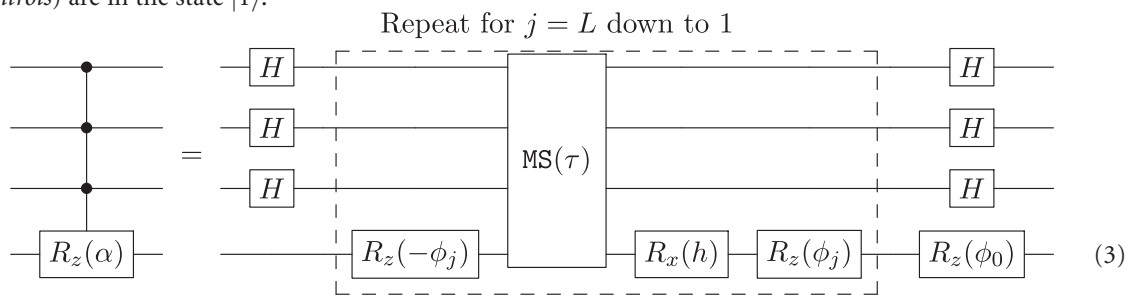 are in the state |1⟩.
Repeat for j = L down to 1
H H
H H
= MS(τ)
H H
R_z(α) R_z(−ϕ_j) R_x(h) R_z(ϕ_j) R_z(ϕ_0) (3)